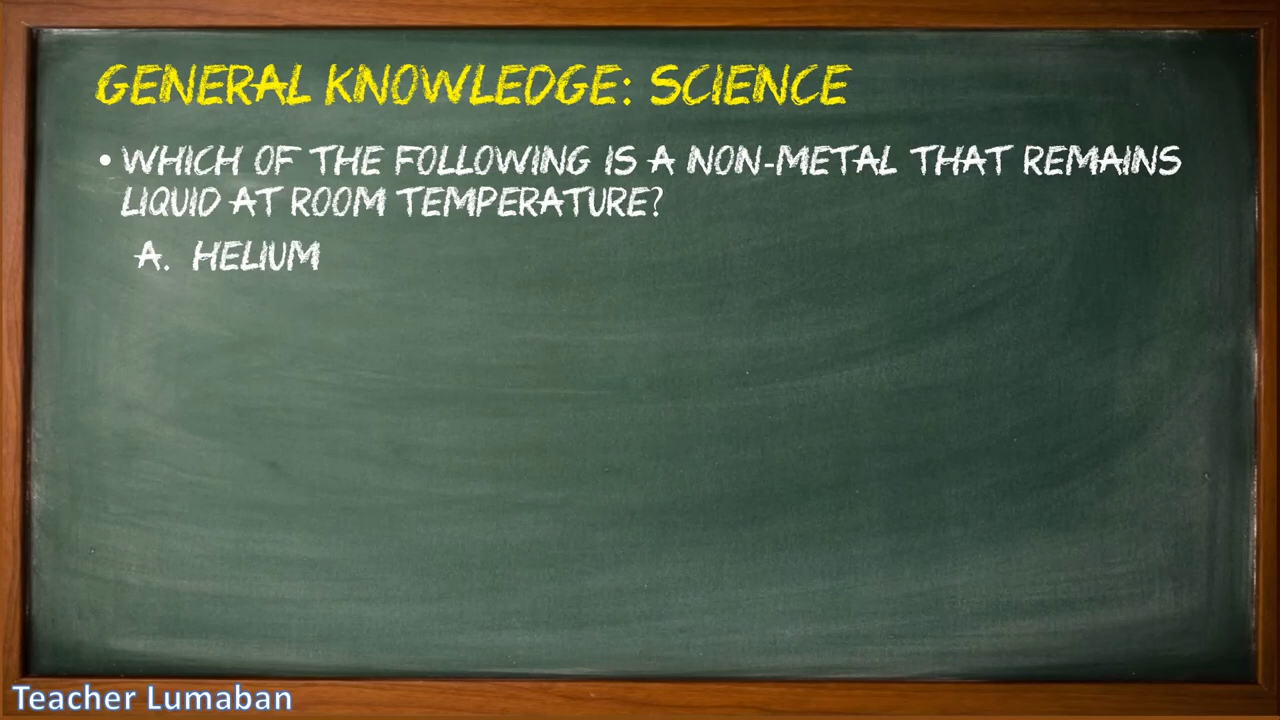 GENERAL KNOWLEDGE: SCIENCE
• WHICH OF THE FOLLOWING IS A NON-METAL THAT REMAINS
LIQUID AT ROOM TEMPERATURE?
A. HELIUM
Teacher Lumaban